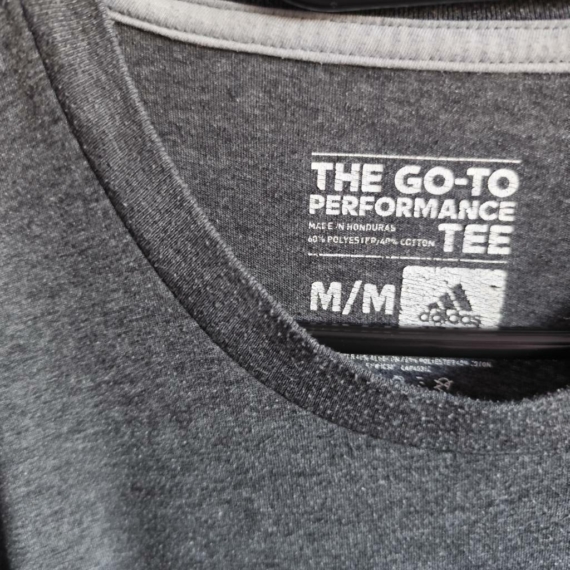 THE GO-TO
PERFORMANCE
MADE IN HONDURAS
60% POLYESTER/40% COTTON TEE
M/M adidas